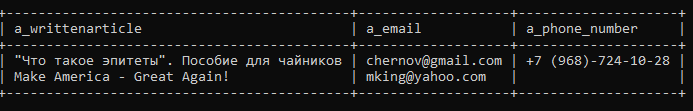 a_writtenarticle a_email a_phone_number
"Что такое эпитеты". Пособие для чайников chernov@gmail.com +7 (968)-724-10-28
Make America - Great Again! mking@yahoo.com